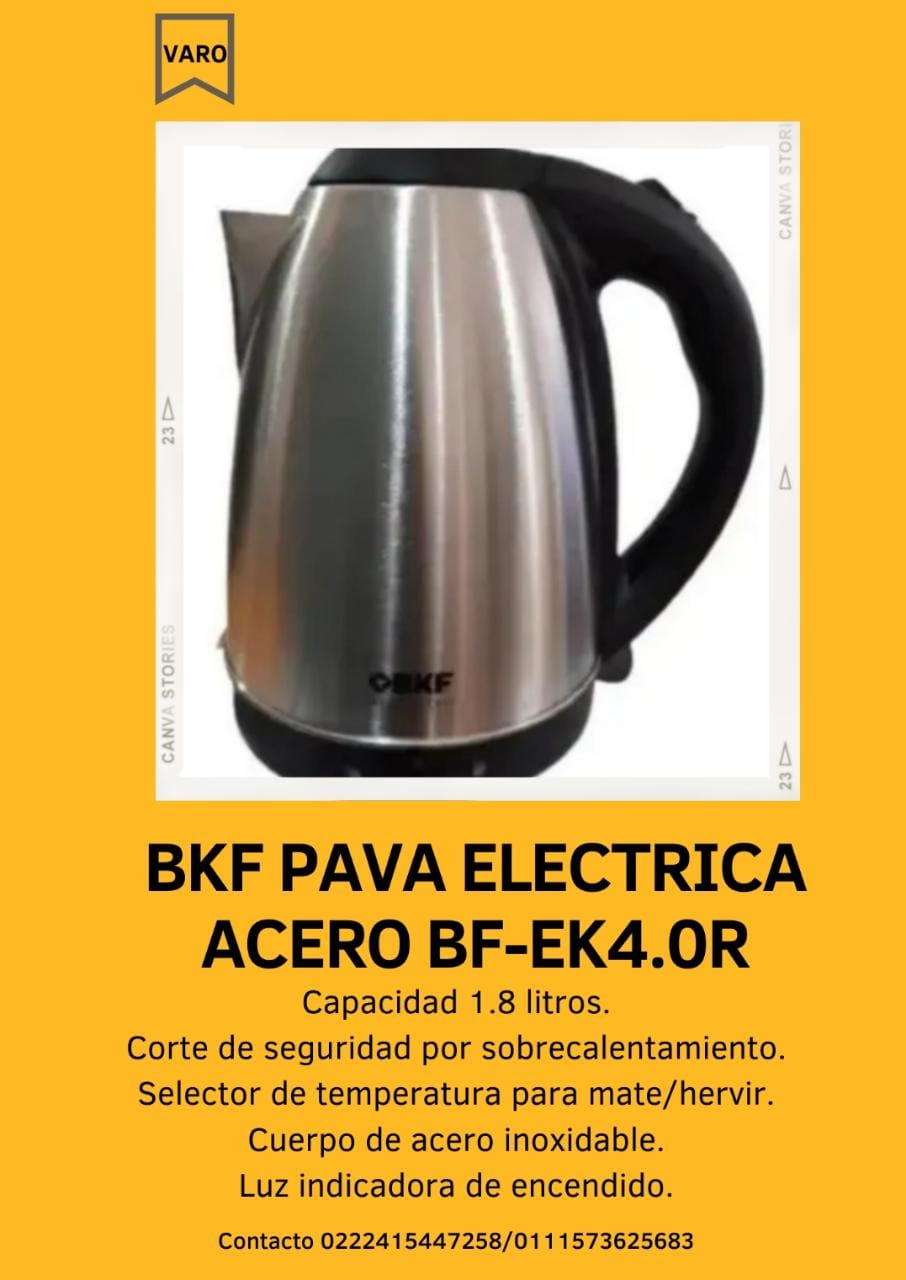 VARO
CANVA STORI
23
CANVA STORIES
23
BKF
BKF PAVA ELECTRICA
ACERO BF-EK4.0R
Capacidad 1.8 litros.
Corte de seguridad por sobrecalentamiento.
Selector de temperatura para mate/hervir.
Cuerpo de acero inoxidable.
Luz indicadora de encendido.
Contacto 0222415447258/0111573625683